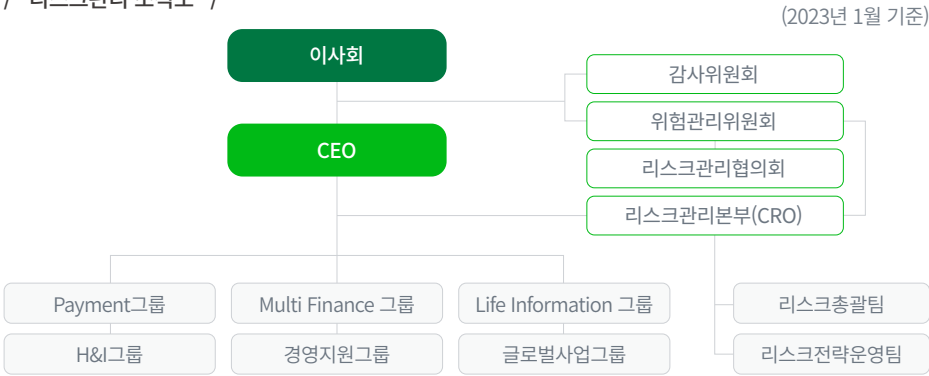 (2023년 1월 기준)
이사회
감사위원회
위험관리위원회
CEO
리스크관리협의회
리스크관리본부(CRO)
Payment그룹
Multi Finance 그룹
Life Information 그룹
리스크총괄팀
H&I그룹
경영지원그룹
글로벌사업그룹
리스크전략운영팀